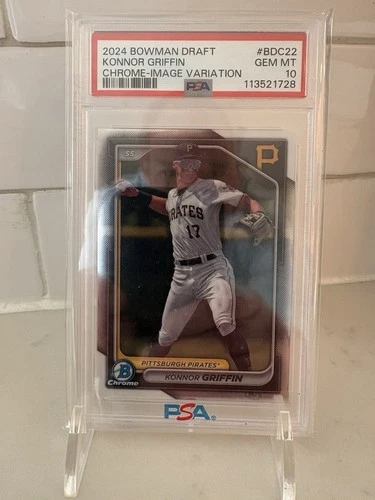 2024 BOWMAN DRAFT #BDC22
KONNOR GRIFFIN GEM MT
CHROME-IMAGE VARIATION 10
PSA 113521728
SS
P
PIRATES
17
PITTSBURGH PIRATES®
B
Chrome
KONNOR GRIFFIN
PSA®